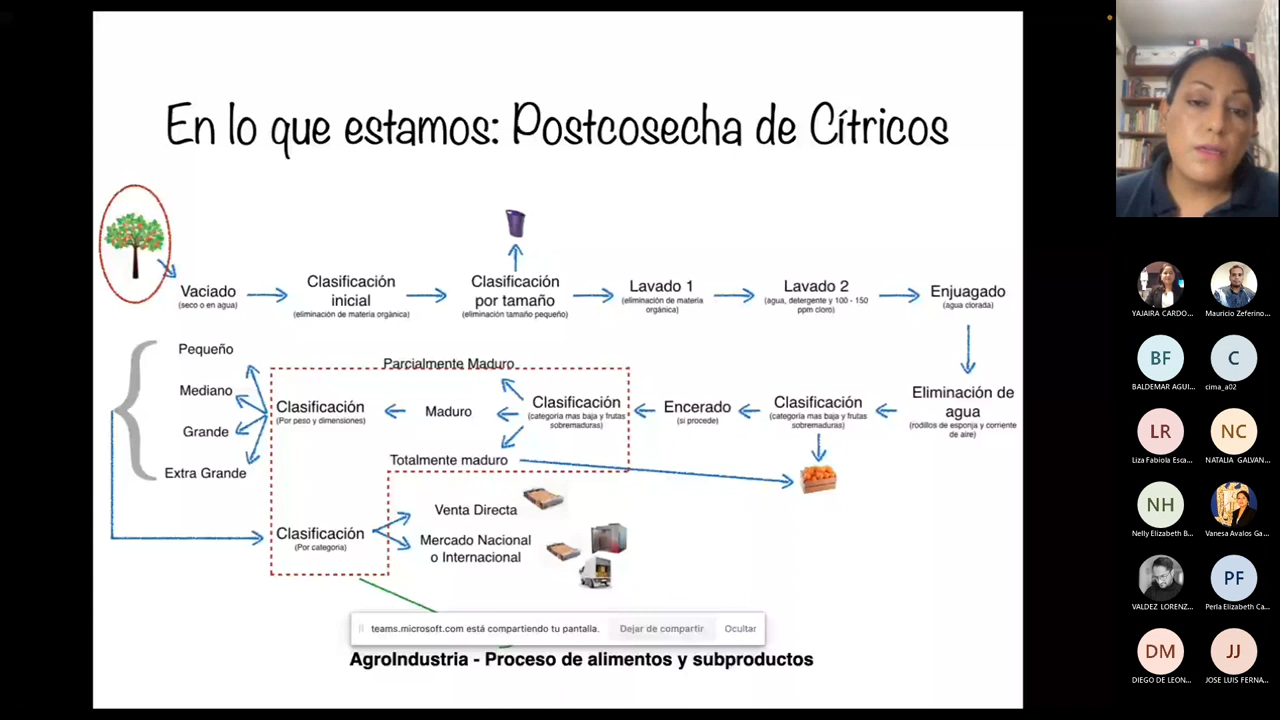 En lo que estamos: Postcosecha de Cítricos
Vaciado
(seco o en agua)
Clasificación
inicial
(eliminación de materia orgánica)
Clasificación
por tamaño
(eliminación tamaño pequeño)
Lavado 1
(eliminación de materia
orgánica)
Lavado 2
(agua, detergente y 100 - 150
ppm cloro)
Enjuagado
(agua clorada)
Eliminación de
agua
(rodillos de esponja y corriente
de aire)
Clasificación
(categoria mas baja y frutas
sobremaduras)
Encerado
(si procede)
Clasificación
(categoria mas baja y frutas
sobremaduras)
Parcialmente Maduro
Maduro
Totalmente maduro
Clasificación
(Por peso y dimensiones)
Pequeño
Mediano
Grande
Extra Grande
Clasificación
(Por categoria)
Venta Directa
Mercado Nacional
o Internacional
teams.microsoft.com está compartiendo tu pantalla.
Dejar de compartir
Ocultar
AgroIndustria - Proceso de alimentos y subproductos
YAJAIRA CARDO...
Mauricio Zeferino...
BF
BALDEMAR AGUI...
C
cima_a02
LR
Liza Fabiola Esca...
NC
NATALIA GALVAN...
NH
Nelly Elizabeth B...
Vanesa Avalos Ga...
VALDEZ LORENZ...
PF
Perla Elizabeth Ca...
DM
DIEGO DE LEON...
JJ
JOSE LUIS FERNA...